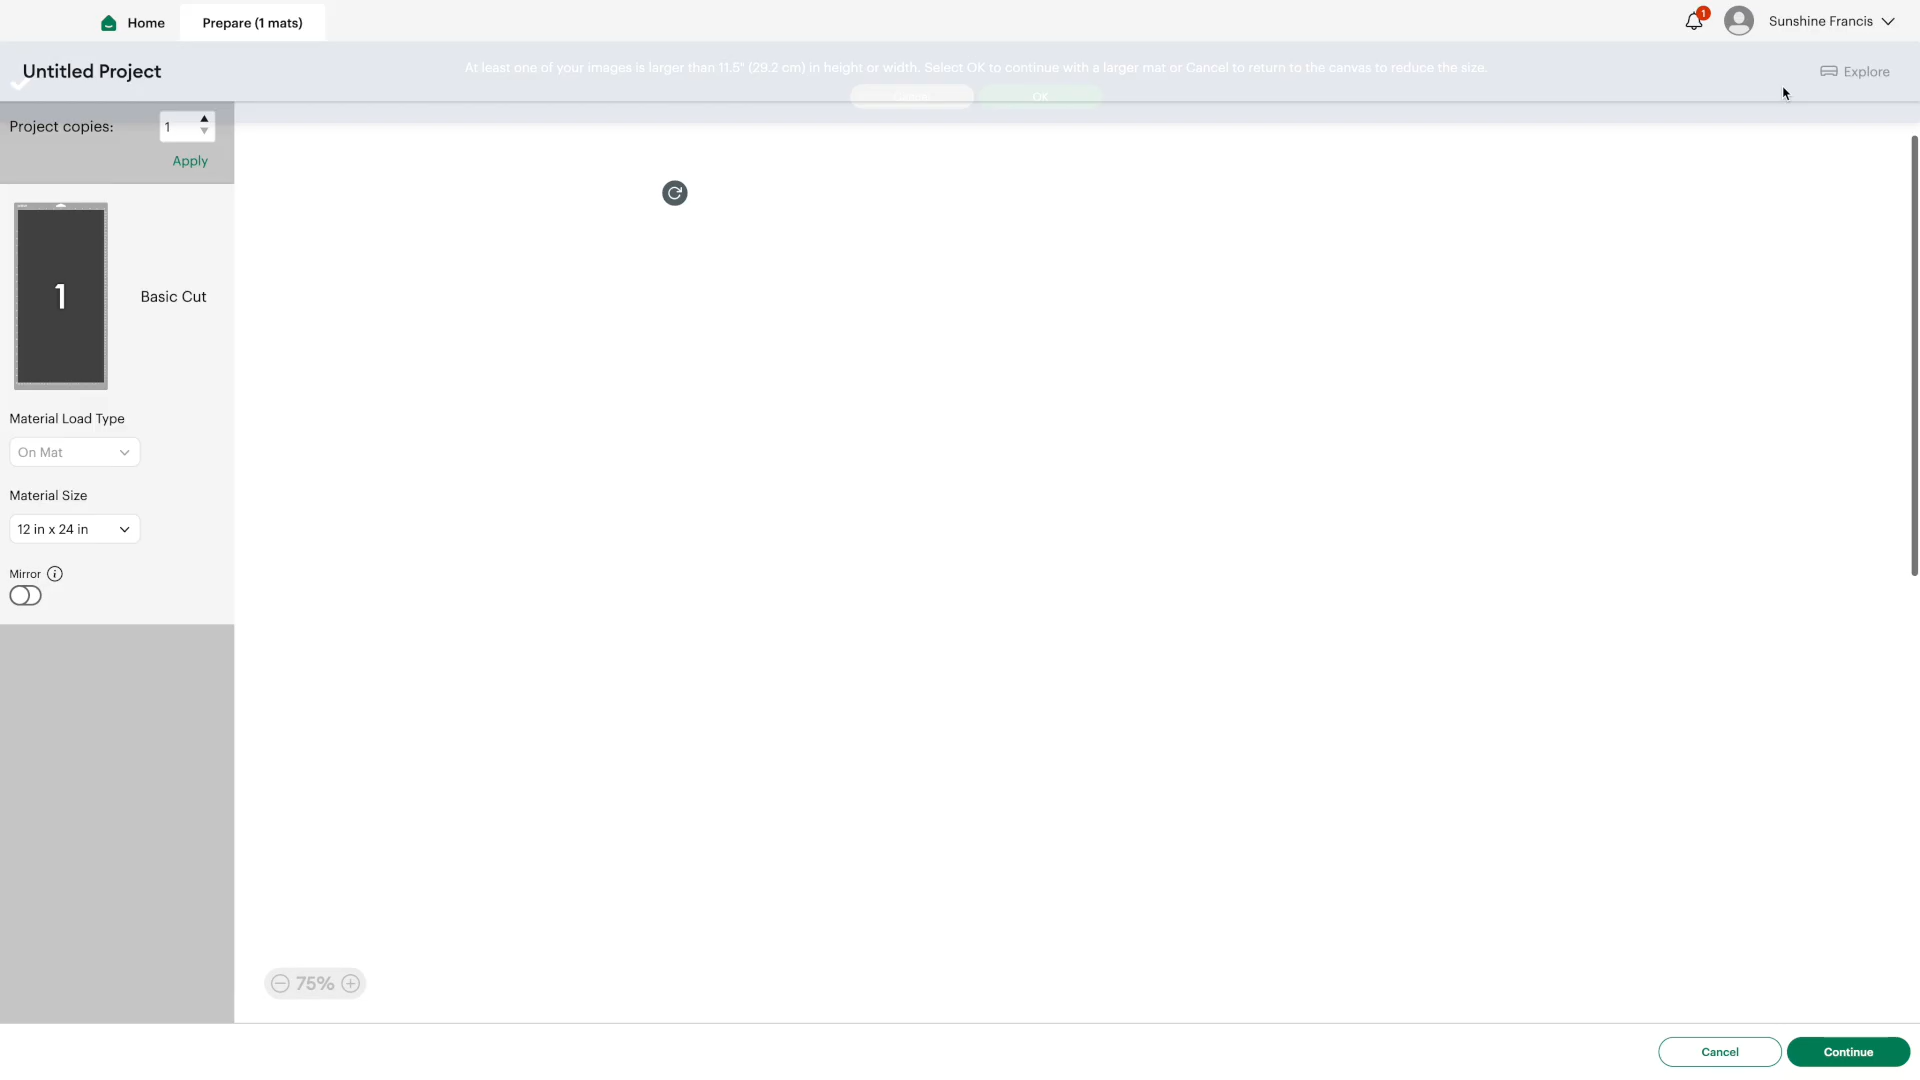 Home
Prepare (1 mats)
1
Sunshine Francis
Untitled Project
At least one of your images is larger than 11.5" (29.2 cm) in height or width. Select OK to continue with a larger mat or Cancel to return to the canvas to reduce the size.
OK
Explore
Project copies:
1
Apply
1
Basic Cut
Material Load Type
On Mat
Material Size
12 in x 24 in
Mirror
75%
Cancel
Continue